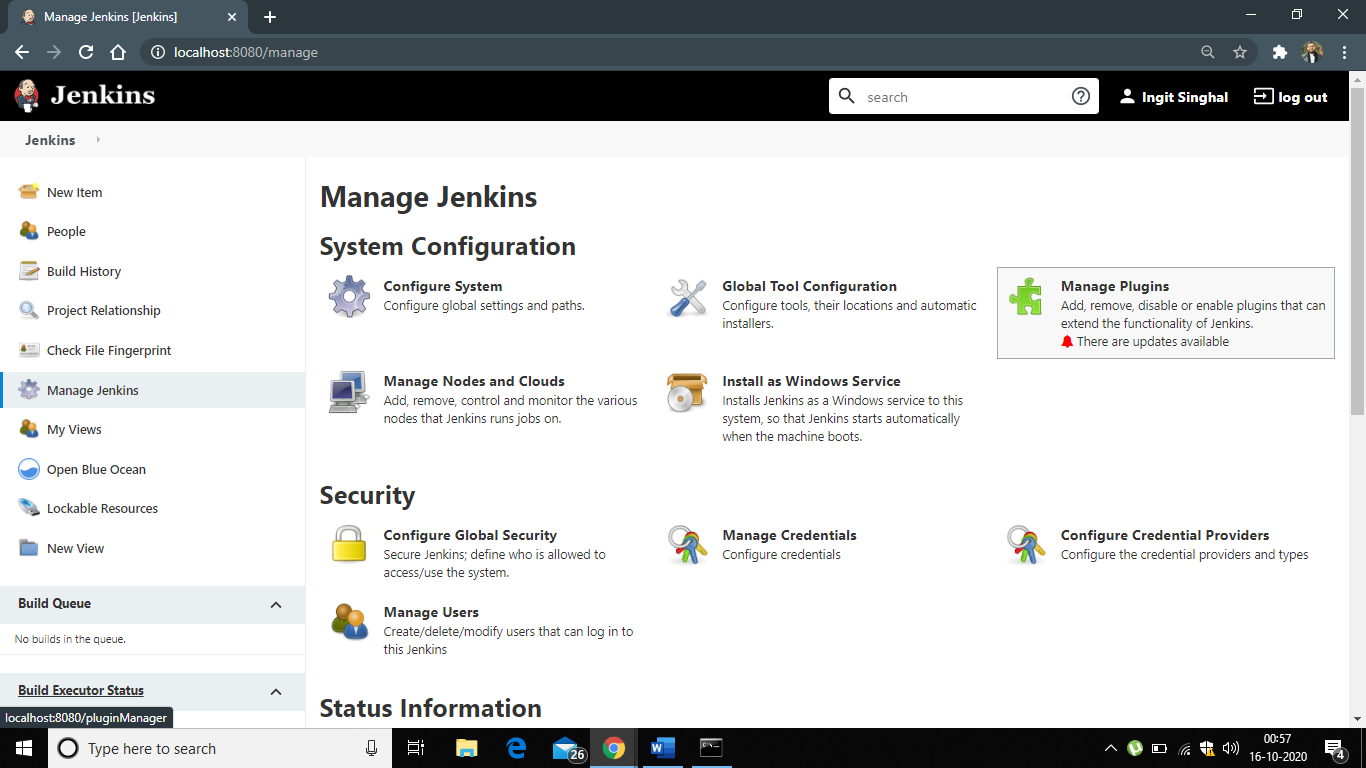 Manage Jenkins [Jenkins]
localhost:8080/manage
Jenkins
search
Ingit Singhal
log out
Jenkins
New Item
People
Build History
Project Relationship
Check File Fingerprint
Manage Jenkins
My Views
Open Blue Ocean
Lockable Resources
New View
Build Queue
No builds in the queue.
Build Executor Status
localhost:8080/pluginManager
Manage Jenkins
System Configuration
Configure System
Configure global settings and paths.
Global Tool Configuration
Configure tools, their locations and automatic
installers.
Manage Plugins
Add, remove, disable or enable plugins that can
extend the functionality of Jenkins.
There are updates available
Manage Nodes and Clouds
Add, remove, control and monitor the various
nodes that Jenkins runs jobs on.
Install as Windows Service
Installs Jenkins as a Windows service to this
system, so that Jenkins starts automatically
when the machine boots.
Security
Configure Global Security
Secure Jenkins; define who is allowed to
access/use the system.
Manage Credentials
Configure credentials
Configure Credential Providers
Configure the credential providers and types
Manage Users
Create/delete/modify users that can log in to
this Jenkins
Status Information
Type here to search
26
00:57
16-10-2020
4